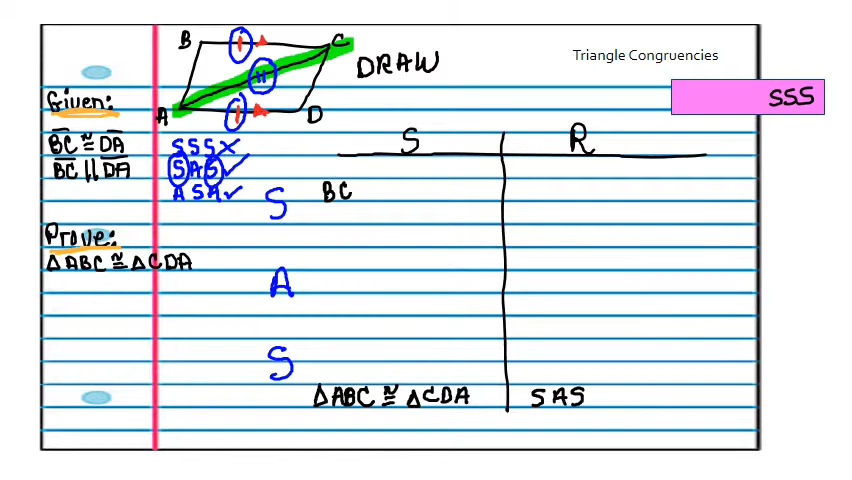 B
C
DRAW
Triangle Congruencies
SSS
Given:
A
D
BC ≅ DA
BC || DA
SSS X
SAS ✓
ASA ✓
S
R
S
BC
Prove:
△ABC ≅ △CDA
A
S
△ABC ≅ △CDA
SAS